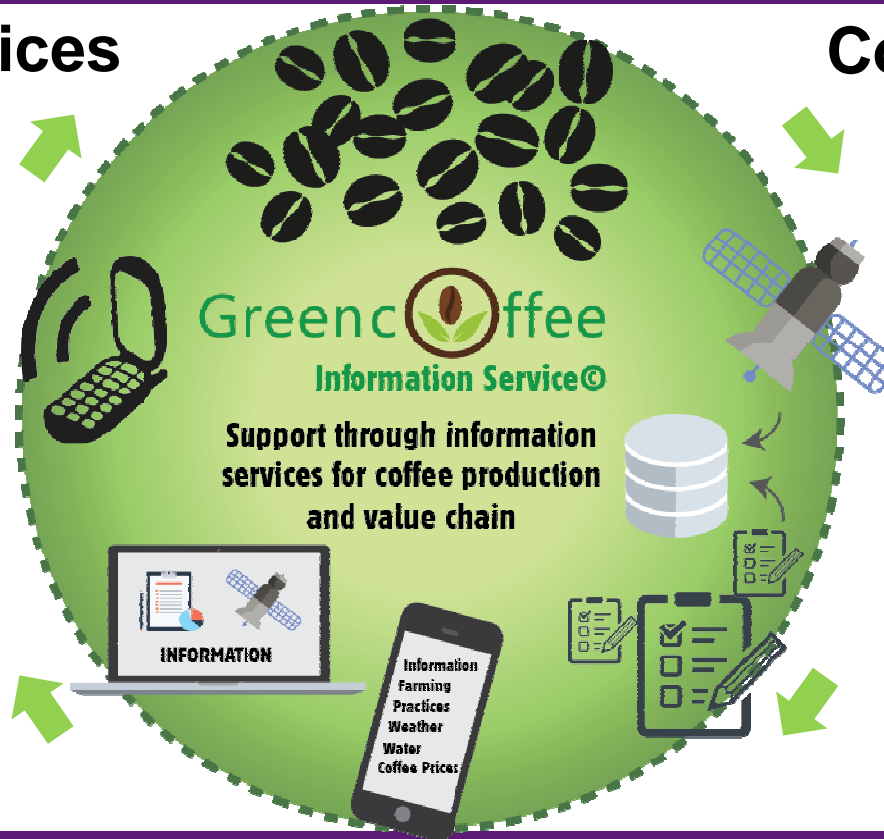 ices
Co
Greencoffee
Information Service©
Support through information
services for coffee production
and value chain
INFORMATION
Information
Farming
Practices
Weather
Water
Coffee Prices